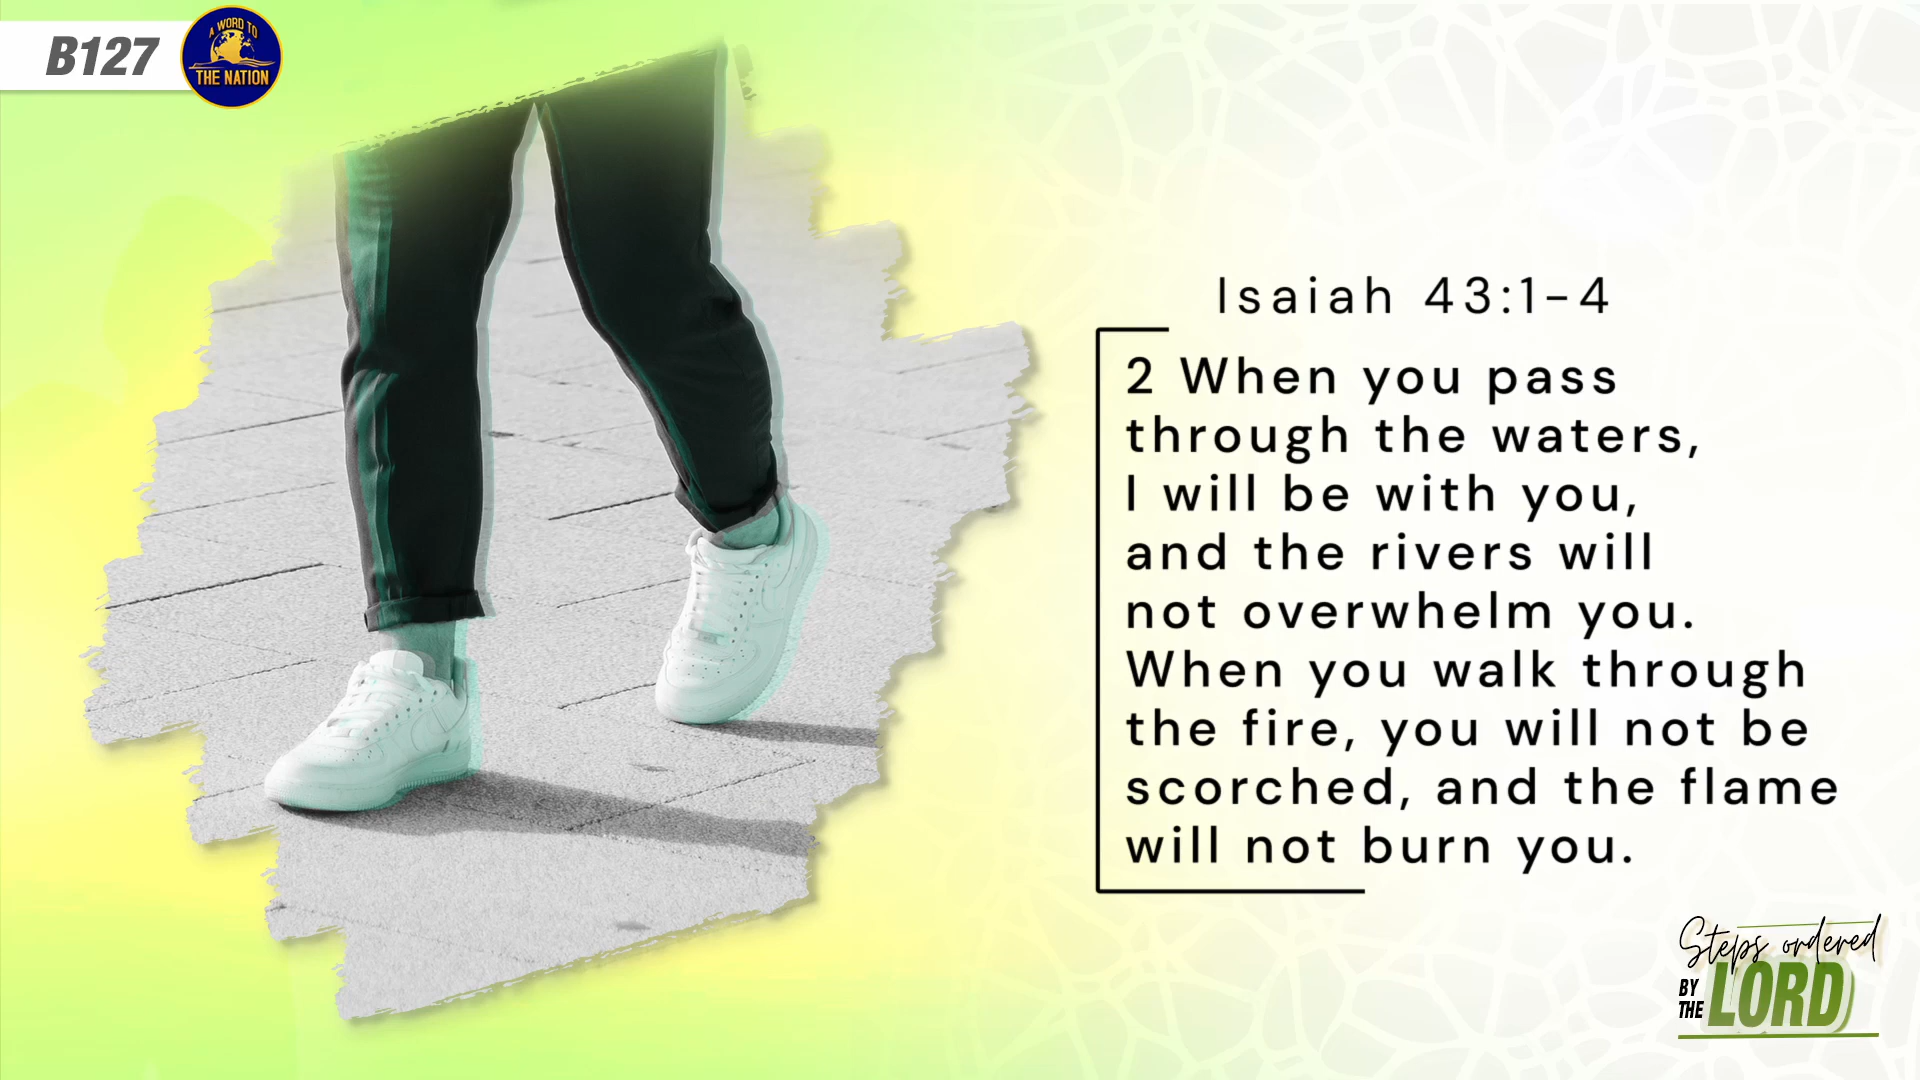 B127
A WORD TO
THE NATION
Isaiah 43:1-4
2 When you pass
through the waters,
I will be with you,
and the rivers will
not overwhelm you.
When you walk through
the fire, you will not be
scorched, and the flame
will not burn you.
Steps ordered
BY
THE
LORD